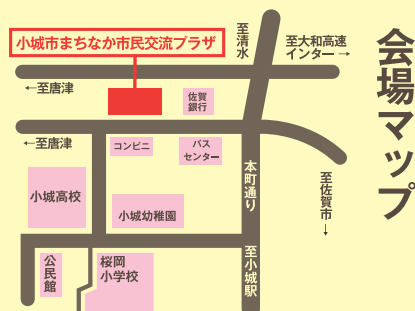 小城市まちなか市民交流プラザ
至清水
至大和高速
インター→
会場マップ
←至唐津
佐賀
銀行
←至唐津
コンビニ
バス
センター
本町通り
至佐賀市→
小城高校
小城幼稚園
至小城駅
公民館
桜岡
小学校